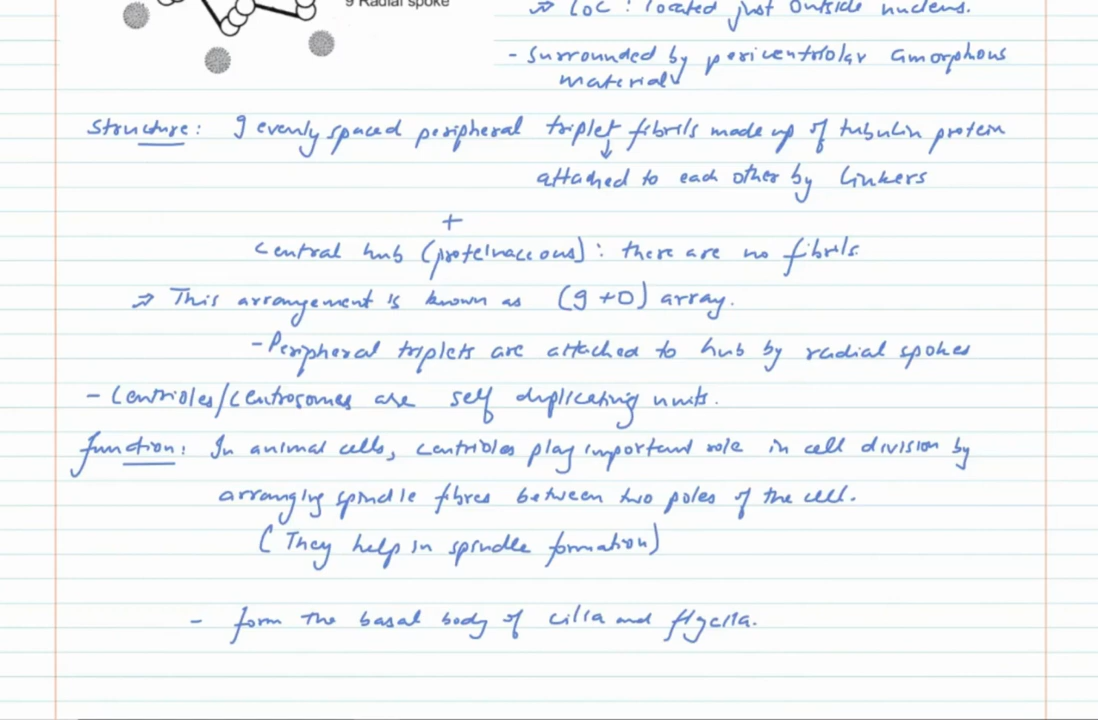 9 Radial spoke
⇒ Loc : located just outside nucleus.
- Surrounded by pericentriolar amorphous
material
Structure: 9 evenly spaced peripheral triplet fibrils made up of tubulin protein
↓
attached to each other by linkers
+
Central hub (proteinaceous) : there are no fibrils.
⇒ This arrangement is known as (9+0) array.
- Peripheral triplets are attached to hub by radial spokes
- Centrioles/centrosomes are self duplicating units.
function: In animal cells, centrioles play important role in cell division by
arranging spindle fibres between two poles of the cell.
(They help in spindle formation)
- form the basal body of cilia and flgella.